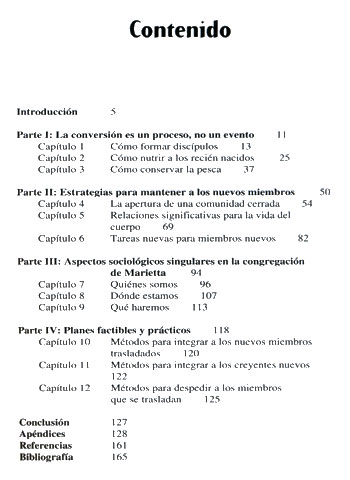 Contenido
Introducción 5
Parte I: La conversión es un proceso, no un evento 11
Capítulo 1 Cómo formar discípulos 13
Capítulo 2 Cómo nutrir a los recién nacidos 25
Capítulo 3 Cómo conservar la pesca 37
Parte II: Estrategias para mantener a los nuevos miembros 50
Capítulo 4 La apertura de una comunidad cerrada 54
Capítulo 5 Relaciones significativas para la vida del
cuerpo 69
Capítulo 6 Tareas nuevas para miembros nuevos 82
Parte III: Aspectos sociológicos singulares en la congregación
de Marietta 94
Capítulo 7 Quiénes somos 96
Capítulo 8 Dónde estamos 107
Capítulo 9 Qué haremos 113
Parte IV: Planes factibles y prácticos 118
Capítulo 10 Métodos para integrar a los nuevos miembros
trasladados 120
Capítulo 11 Métodos para integrar a los creyentes nuevos
122
Capítulo 12 Métodos para despedir a los miembros
que se trasladan 125
Conclusión 127
Apéndices 128
Referencias 161
Bibliografía 165